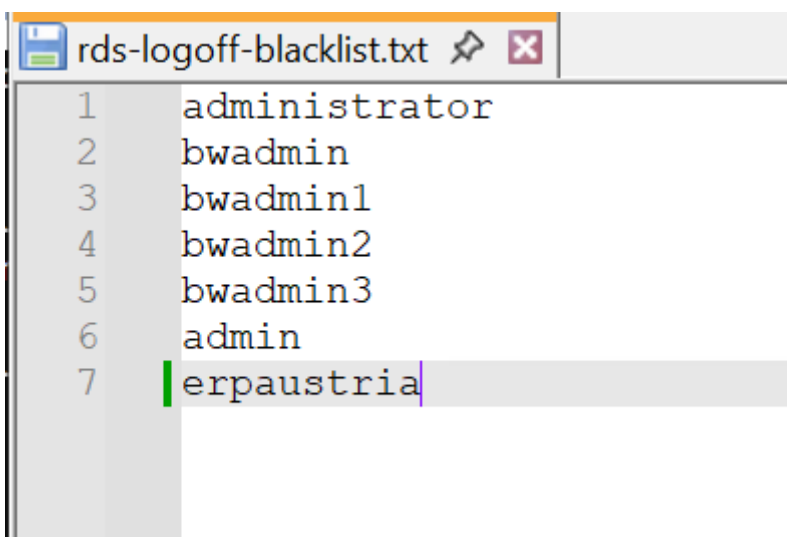 rds-logoff-blacklist.txt
1 administrator
2 bwadmin
3 bwadmin1
4 bwadmin2
5 bwadmin3
6 admin
7 erpaustria